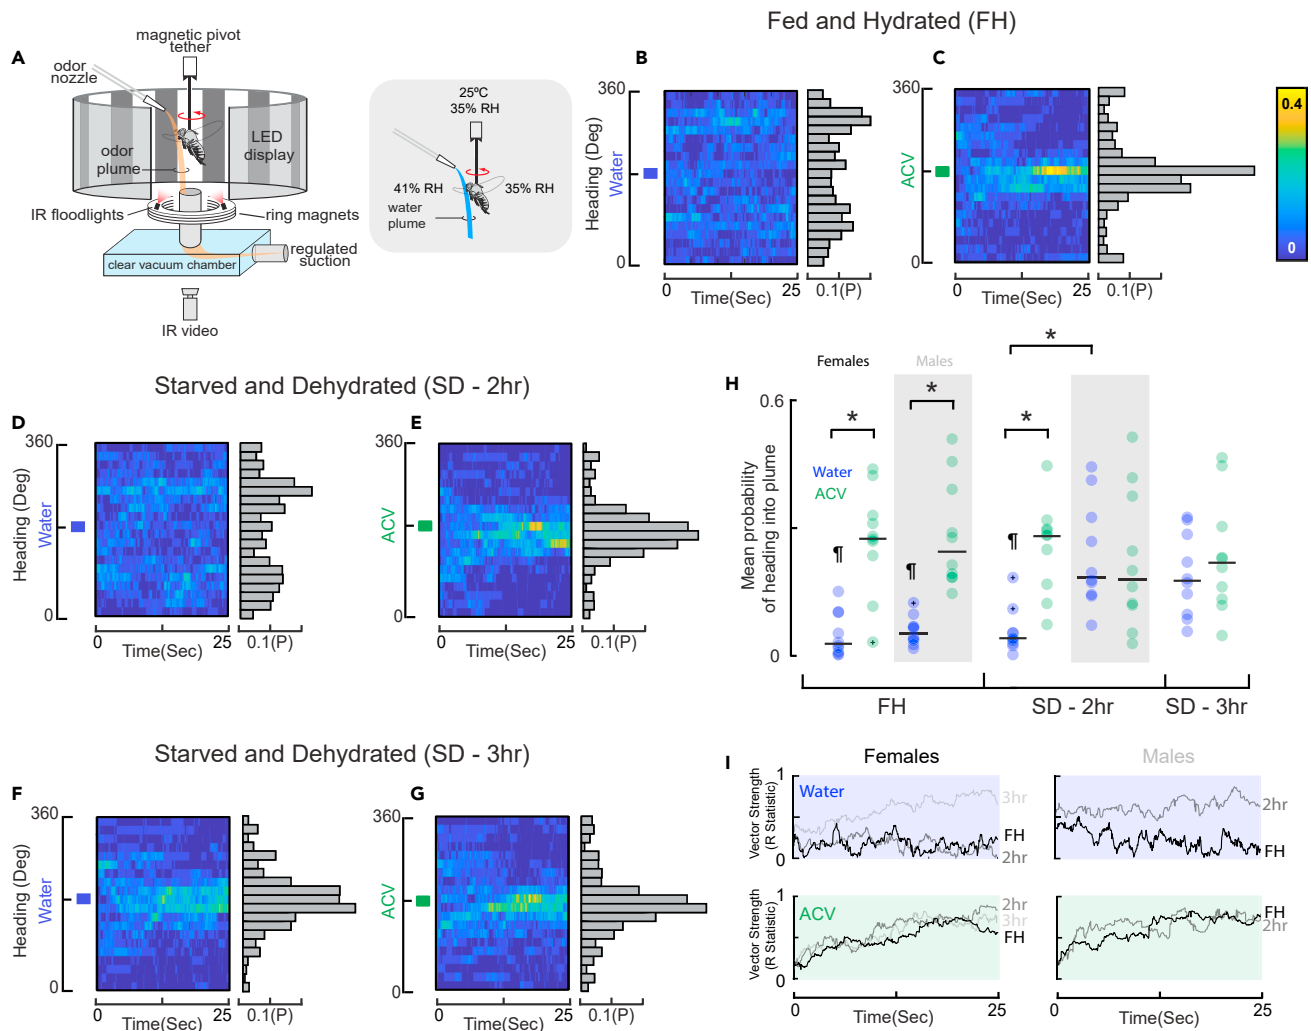 Fed and Hydrated (FH)
A
magnetic pivot
tether
odor
nozzle
odor
plume
LED
display
IR floodlights
ring magnets
clear vacuum chamber
regulated
suction
IR video
25ºC
35% RH
41% RH
35% RH
water
plume
B
360
Heading (Deg)
Water
0
0
25
Time(Sec)
0.1(P)
C
360
ACV
0
0
25
Time(Sec)
0.1(P)
0.4
0
Starved and Dehydrated (SD - 2hr)
D
360
Heading (Deg)
Water
0
0
25
Time(Sec)
0.1(P)
E
360
ACV
0
0
25
Time(Sec)
0.1(P)
H
Females
Males
*
*
*
*
0.6
Mean probability
of heading into plume
0
Water
ACV
¶
¶
¶
FH
SD - 2hr
SD - 3hr
Starved and Dehydrated (SD - 3hr)
F
360
Heading (Deg)
Water
0
0
25
Time(Sec)
0.1(P)
G
360
ACV
0
0
25
Time(Sec)
0.1(P)
I
Females
Males
1
Vector Strength
(R Statistic)
0
Water
3hr
FH
2hr
2hr
FH
1
Vector Strength
(R Statistic)
0
ACV
2hr
3hr
FH
FH
2hr
0
25
Time(Sec)
0
25
Time(Sec)